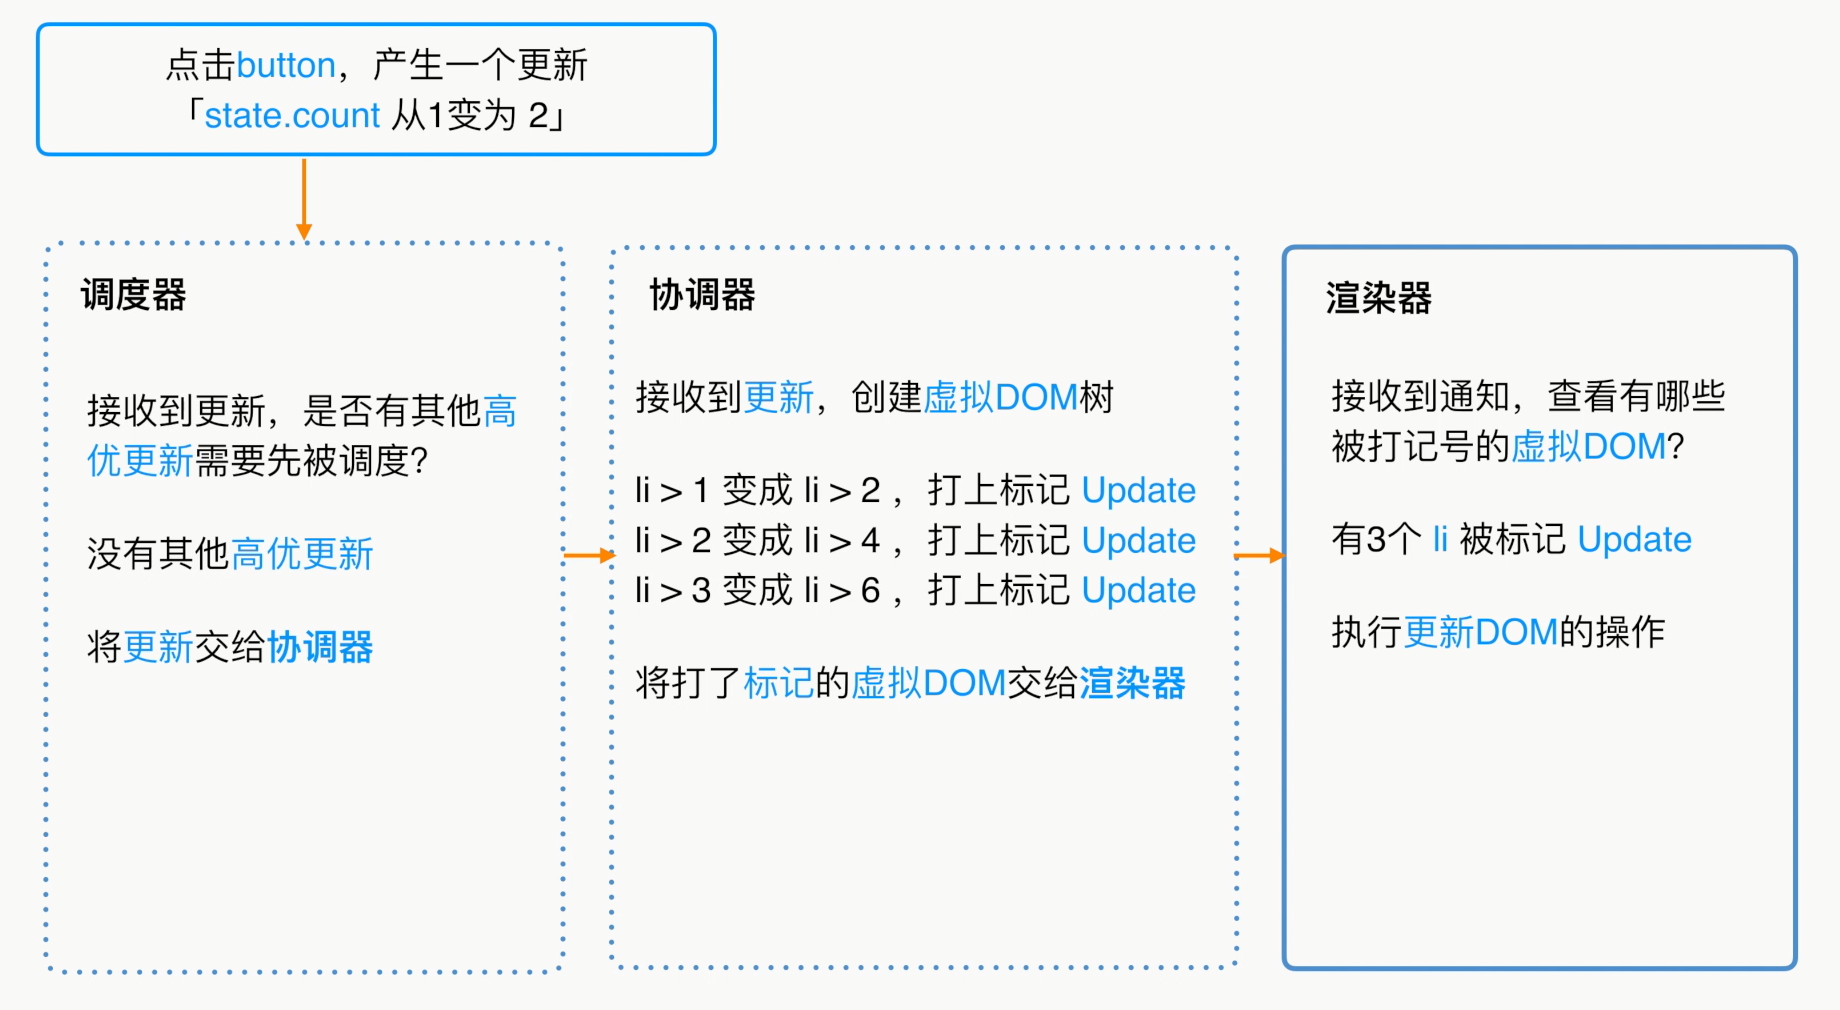 点击button，产生一个更新
「state.count 从1变为 2」
调度器
接收到更新，是否有其他高
优更新需要先被调度？
没有其他高优更新
将更新交给协调器
协调器
接收到更新，创建虚拟DOM树
li > 1 变成 li > 2 ，打上标记 Update
li > 2 变成 li > 4 ，打上标记 Update
li > 3 变成 li > 6 ，打上标记 Update
将打了标记的虚拟DOM交给渲染器
渲染器
接收到通知，查看有哪些
被打记号的虚拟DOM？
有3个 li 被标记 Update
执行更新DOM的操作